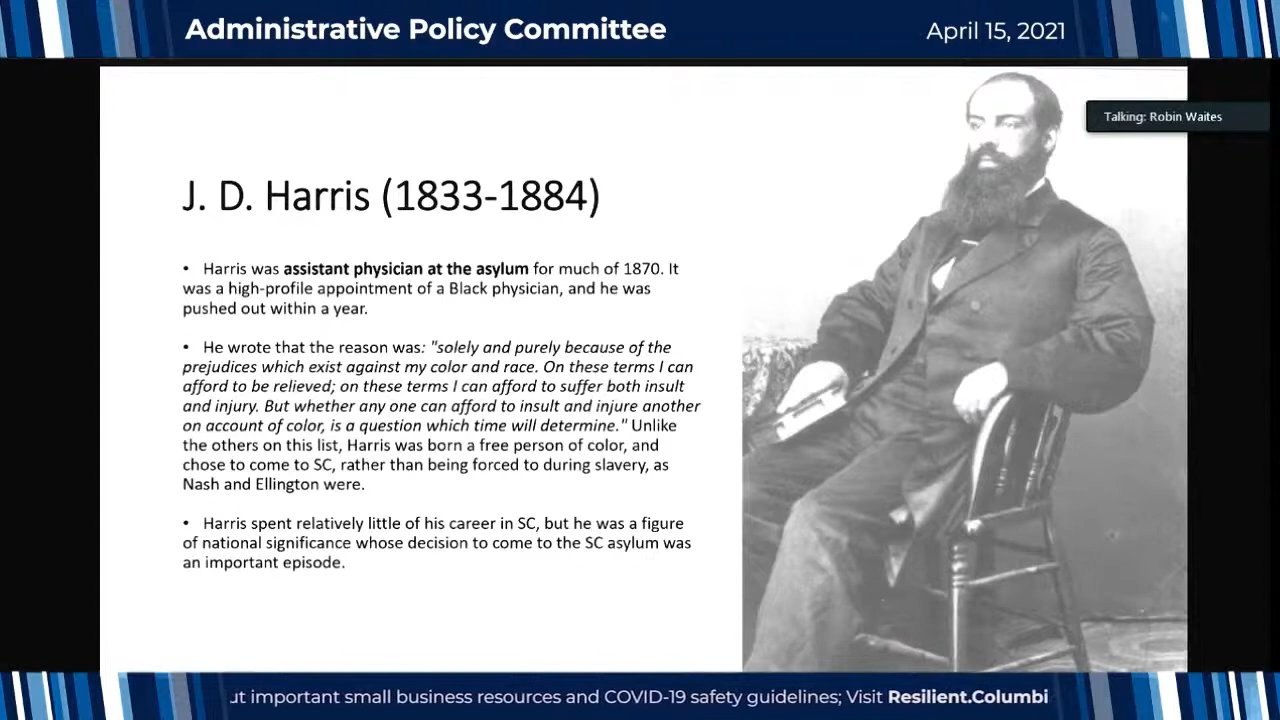 Administrative Policy Committee
April 15, 2021
Talking: Robin Waites
J. D. Harris (1833-1884)
• Harris was assistant physician at the asylum for much of 1870. It
was a high-profile appointment of a Black physician, and he was
pushed out within a year.
• He wrote that the reason was: "solely and purely because of the
prejudices which exist against my color and race. On these terms I can
afford to be relieved; on these terms I can afford to suffer both insult
and injury. But whether any one can afford to insult and injure another
on account of color, is a question which time will determine." Unlike
the others on this list, Harris was born a free person of color, and
chose to come to SC, rather than being forced to during slavery, as
Nash and Ellington were.
• Harris spent relatively little of his career in SC, but he was a figure
of national significance whose decision to come to the SC asylum was
an important episode.
ut important small business resources and COVID-19 safety guidelines; Visit Resilient.Columbi